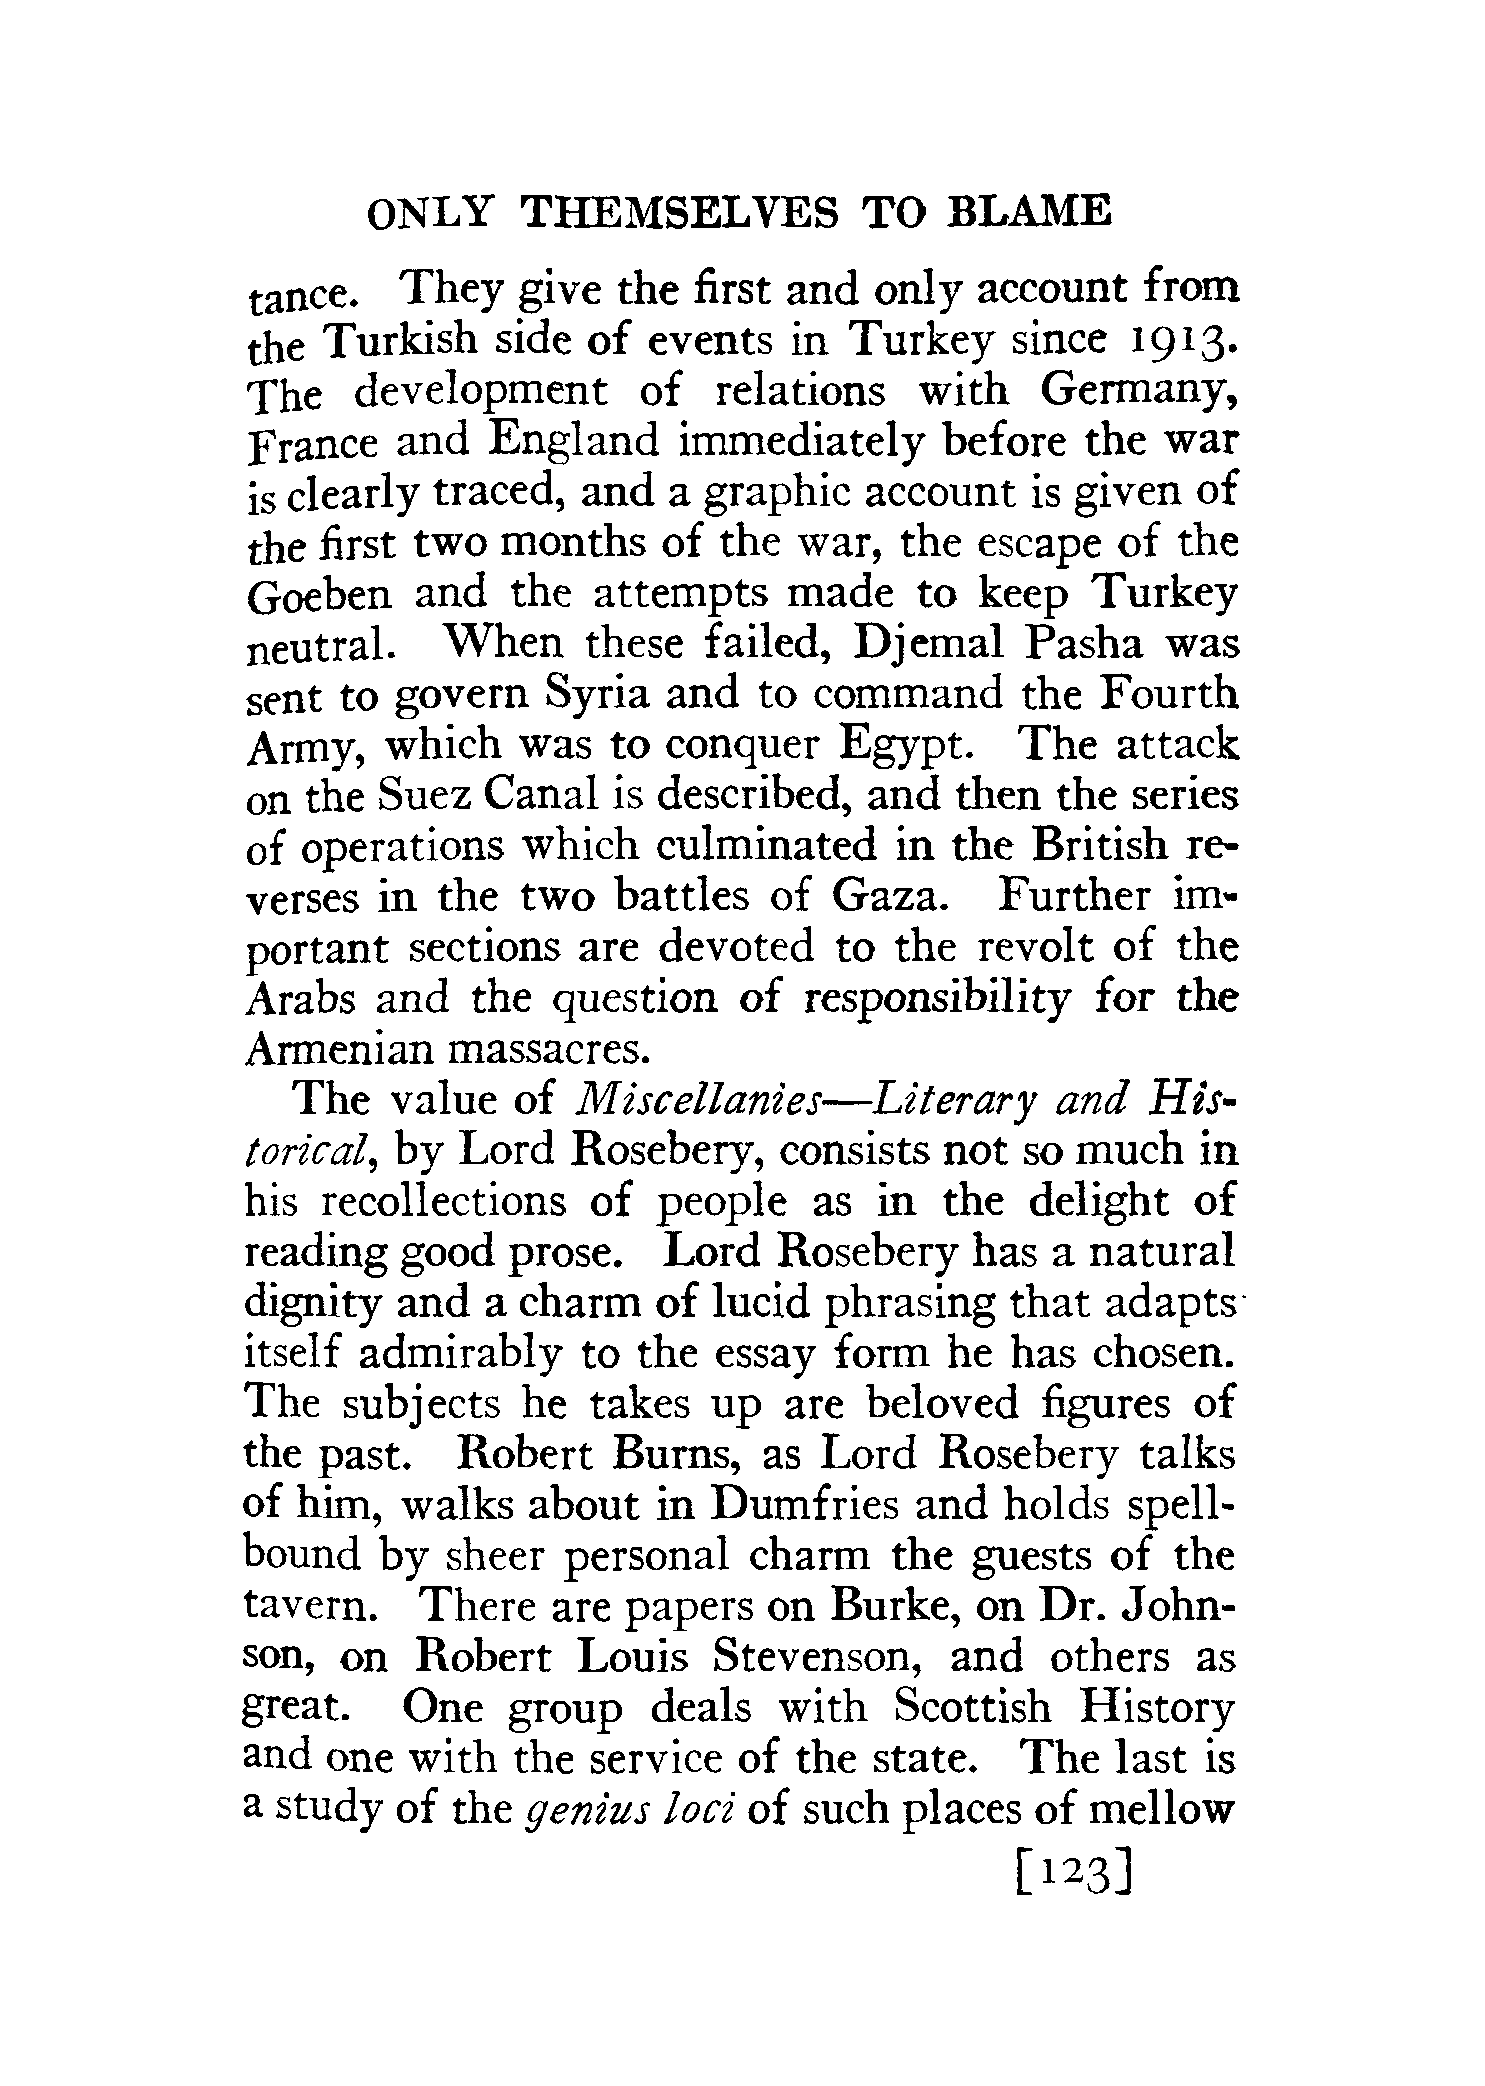 ONLY THEMSELVES TO BLAME
tance. They give the first and only account from
the Turkish side of events in Turkey since 1913.
The development of relations with Germany,
France and England immediately before the war
is clearly traced, and a graphic account is given of
the first two months of the war, the escape of the
Goeben and the attempts made to keep Turkey
neutral. When these failed, Djemal Pasha was
sent to govern Syria and to command the Fourth
Army, which was to conquer Egypt. The attack
on the Suez Canal is described, and then the series
of operations which culminated in the British re-
verses in the two battles of Gaza. Further im-
portant sections are devoted to the revolt of the
Arabs and the question of responsibility for the
Armenian massacres.
The value of Miscellanies—Literary and His-
torical, by Lord Rosebery, consists not so much in
his recollections of people as in the delight of
reading good prose. Lord Rosebery has a natural
dignity and a charm of lucid phrasing that adapts
itself admirably to the essay form he has chosen.
The subjects he takes up are beloved figures of
the past. Robert Burns, as Lord Rosebery talks
of him, walks about in Dumfries and holds spell-
bound by sheer personal charm the guests of the
tavern. There are papers on Burke, on Dr. John-
son, on Robert Louis Stevenson, and others as
great. One group deals with Scottish History
and one with the service of the state. The last is
a study of the genius loci of such places of mellow
[123]